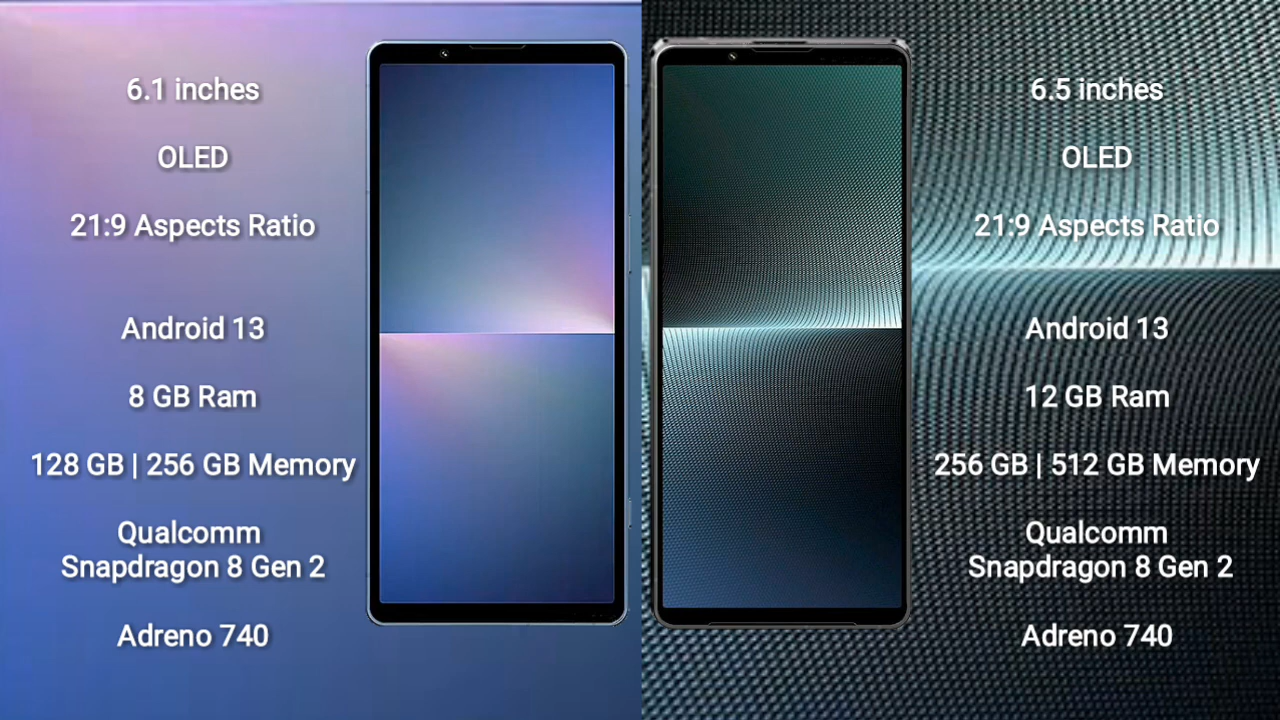 6.1 inches
OLED
21:9 Aspects Ratio
Android 13
8 GB Ram
128 GB | 256 GB Memory
Qualcomm
Snapdragon 8 Gen 2
Adreno 740
6.5 inches
OLED
21:9 Aspects Ratio
Android 13
12 GB Ram
256 GB | 512 GB Memory
Qualcomm
Snapdragon 8 Gen 2
Adreno 740